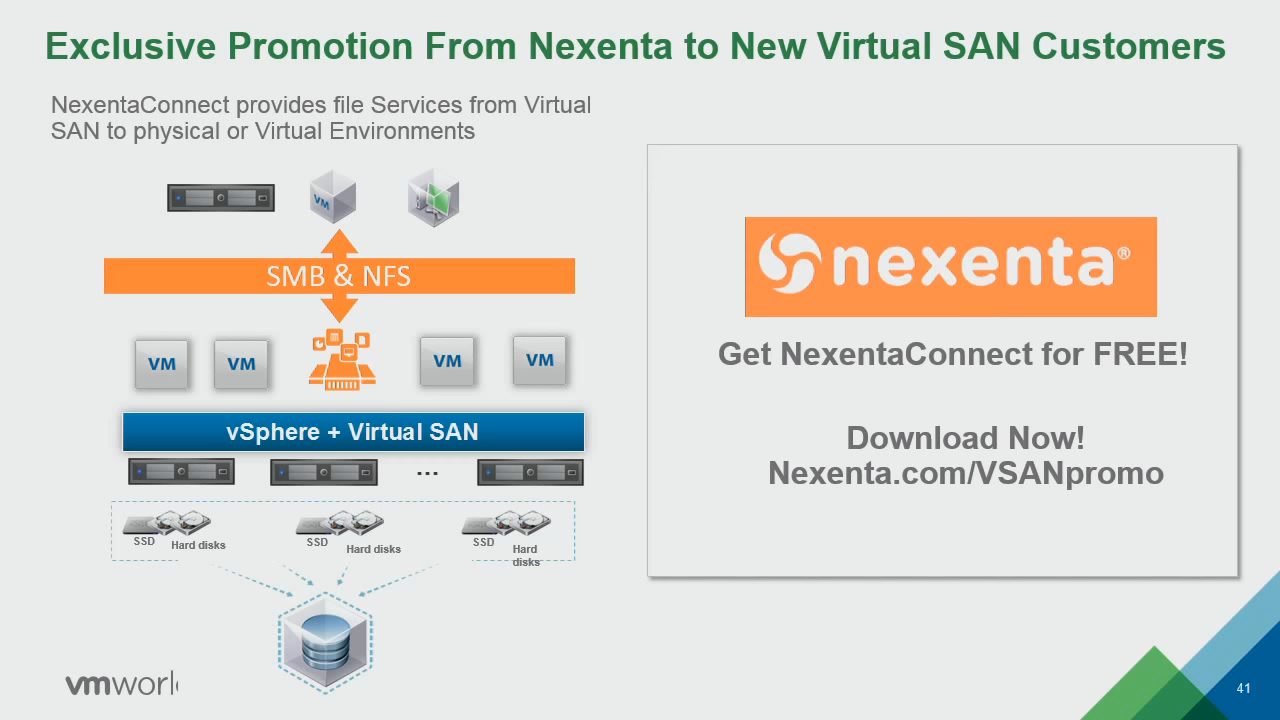 Exclusive Promotion From Nexenta to New Virtual SAN Customers
NexentaConnect provides file Services from Virtual
SAN to physical or Virtual Environments
VM
SMB & NFS
VM
VM
VM
VM
vSphere + Virtual SAN
...
SSD
Hard disks
SSD
Hard disks
SSD
Hard
disks
nexenta®
Get NexentaConnect for FREE!
Download Now!
Nexenta.com/VSANpromo
vmworl
41